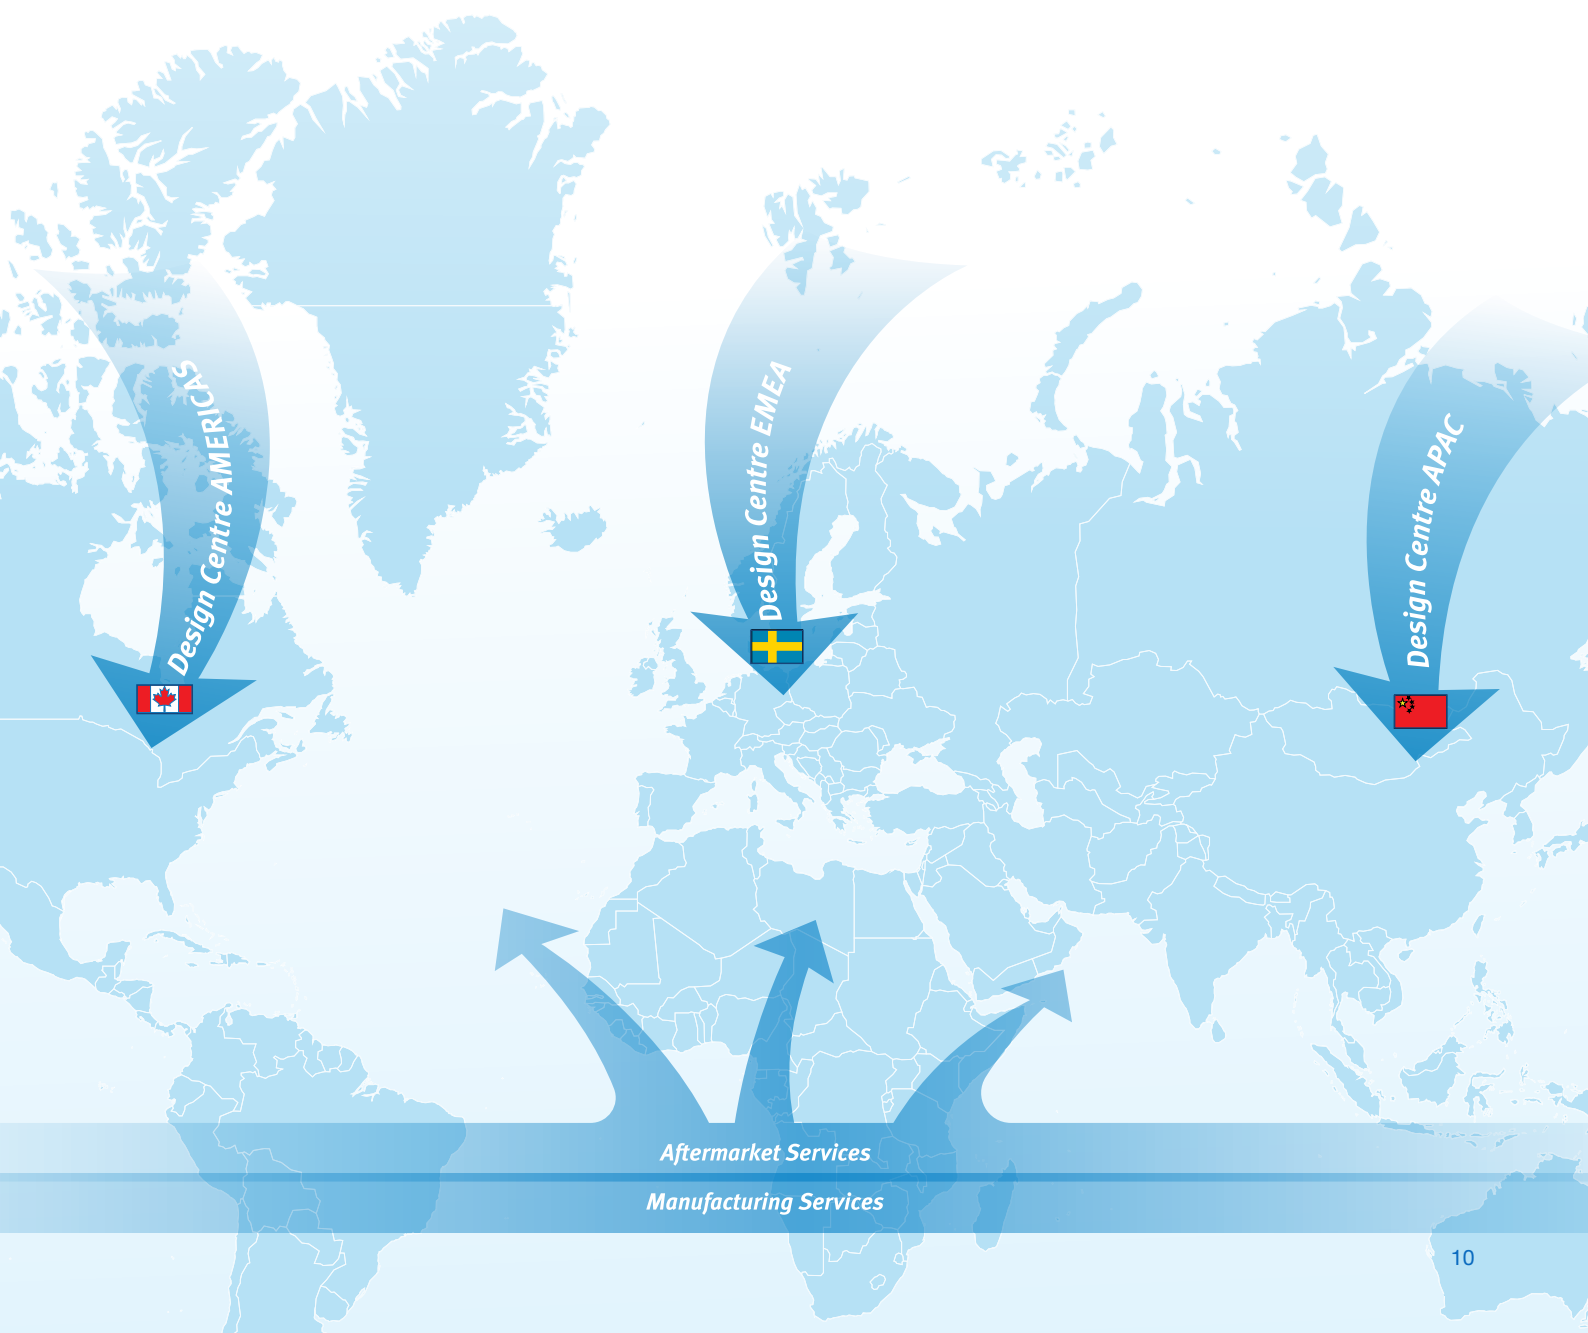 Design Centre AMERICAS
Design Centre EMEA
Design Centre APAC
Aftermarket Services
Manufacturing Services
10